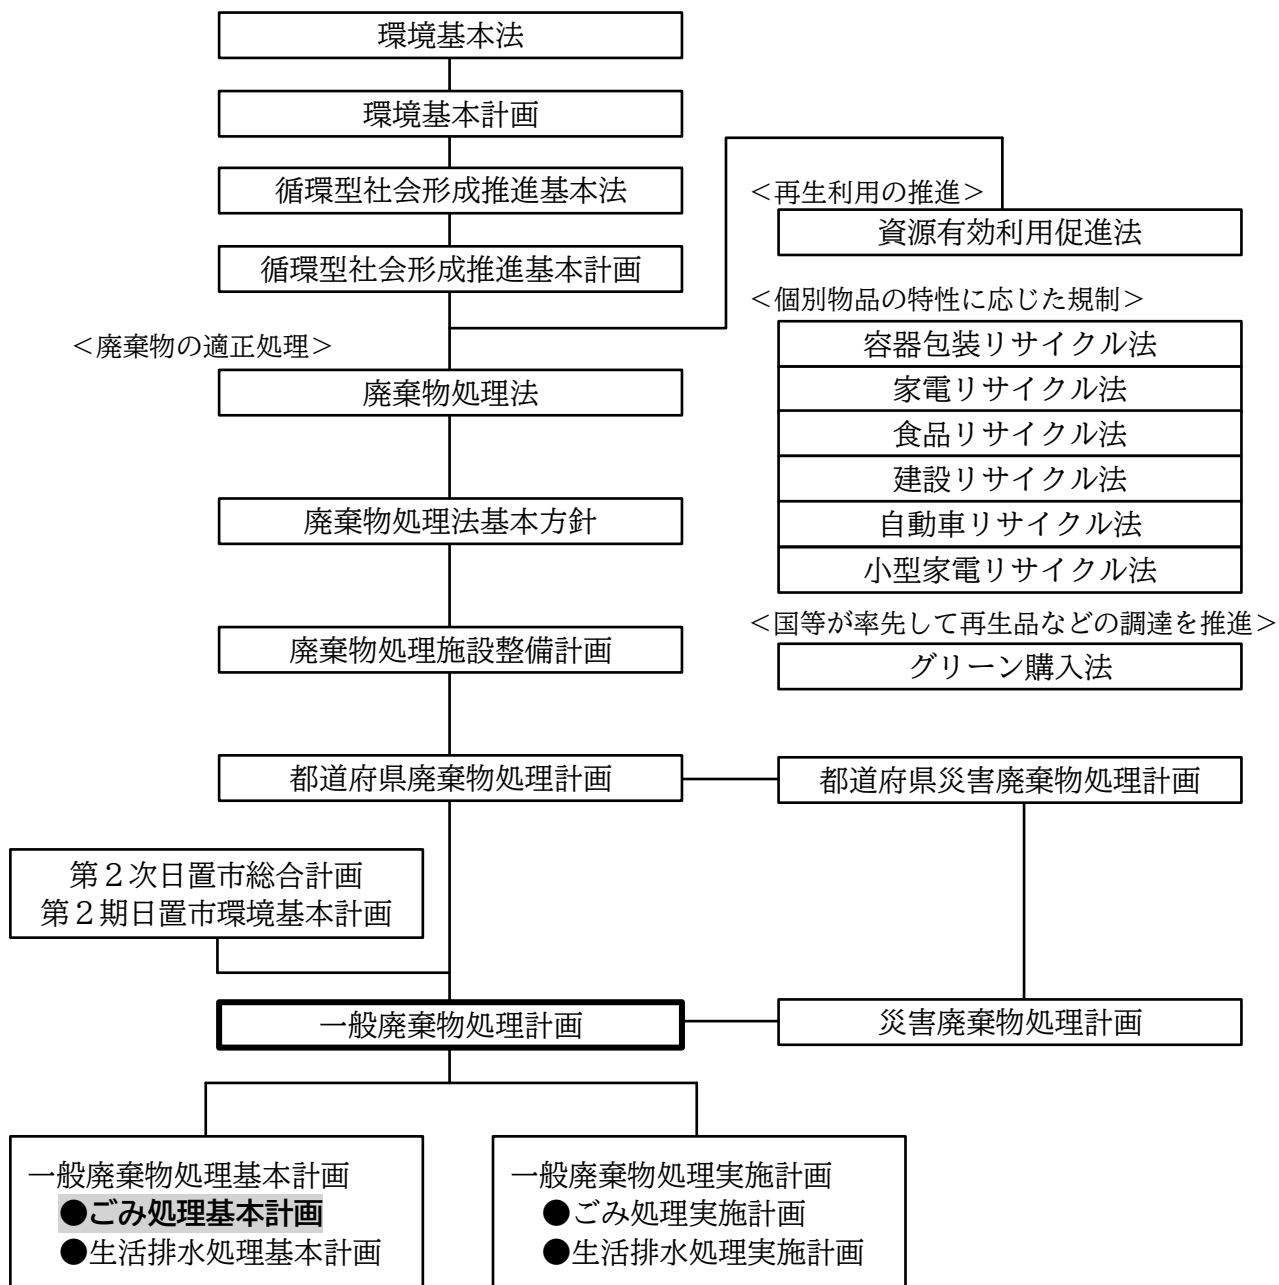 環境基本法
環境基本計画
循環型社会形成推進基本法
循環型社会形成推進基本計画
＜再生利用の推進＞
資源有効利用促進法
＜個別物品の特性に応じた規制＞
容器包装リサイクル法
家電リサイクル法
食品リサイクル法
建設リサイクル法
自動車リサイクル法
小型家電リサイクル法
＜国等が率先して再生品などの調達を推進＞
グリーン購入法
＜廃棄物の適正処理＞
廃棄物処理法
廃棄物処理法基本方針
廃棄物処理施設整備計画
都道府県廃棄物処理計画
都道府県災害廃棄物処理計画
第２次日置市総合計画
第２期日置市環境基本計画
一般廃棄物処理計画
災害廃棄物処理計画
一般廃棄物処理基本計画
●ごみ処理基本計画
●生活排水処理基本計画
一般廃棄物処理実施計画
●ごみ処理実施計画
●生活排水処理実施計画